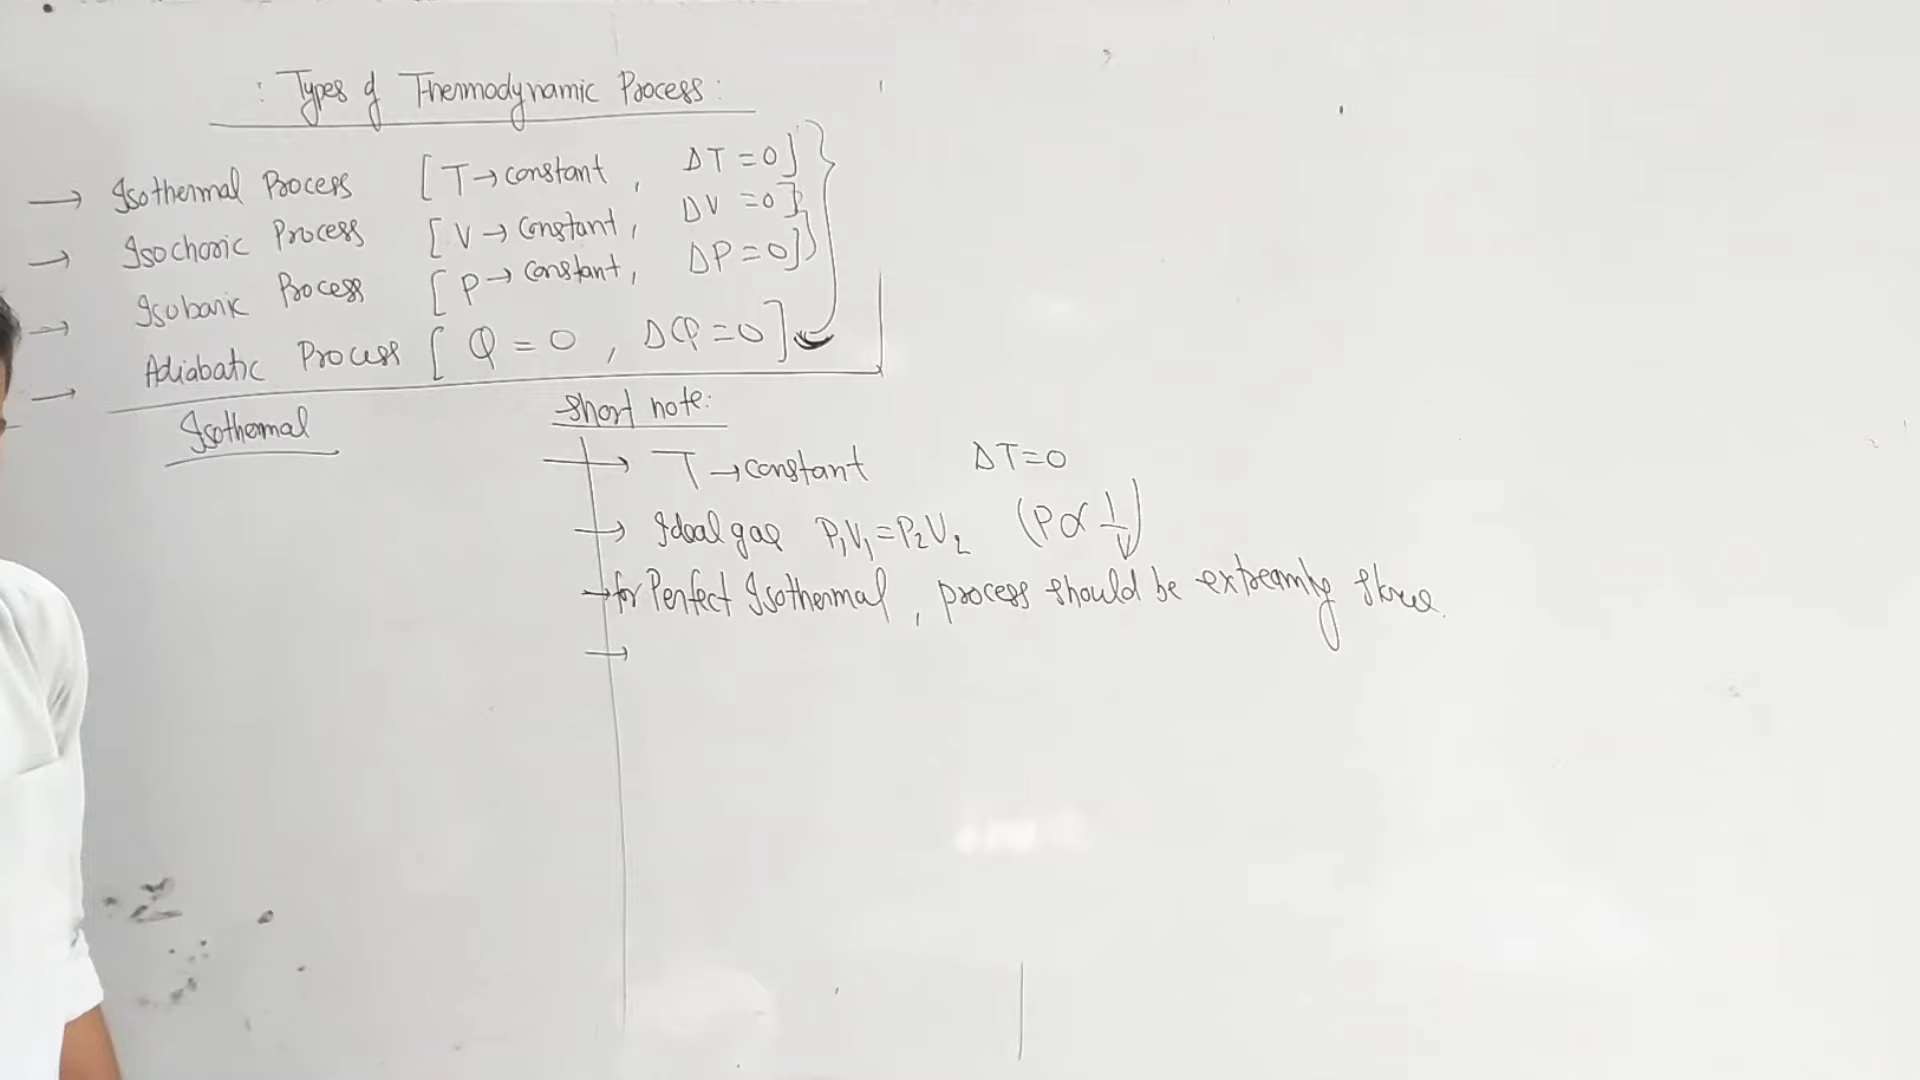 : Types of Thermodynamic Process :
→ Isothermal Process [T→constant, ΔT=0]
→ Isochoric Process [V→Constant, ΔV=0]
→ Isobaric Process [P→Constant, ΔP=0]
→ Adiabatic Process [Q=0, ΔQ=0]
Isothermal
Short note:
→ T→constant ΔT=0
→ Ideal gas P₁V₁=P₂V₂ (P∝1/V)
→ for Perfect Isothermal, process should be extreamly
→